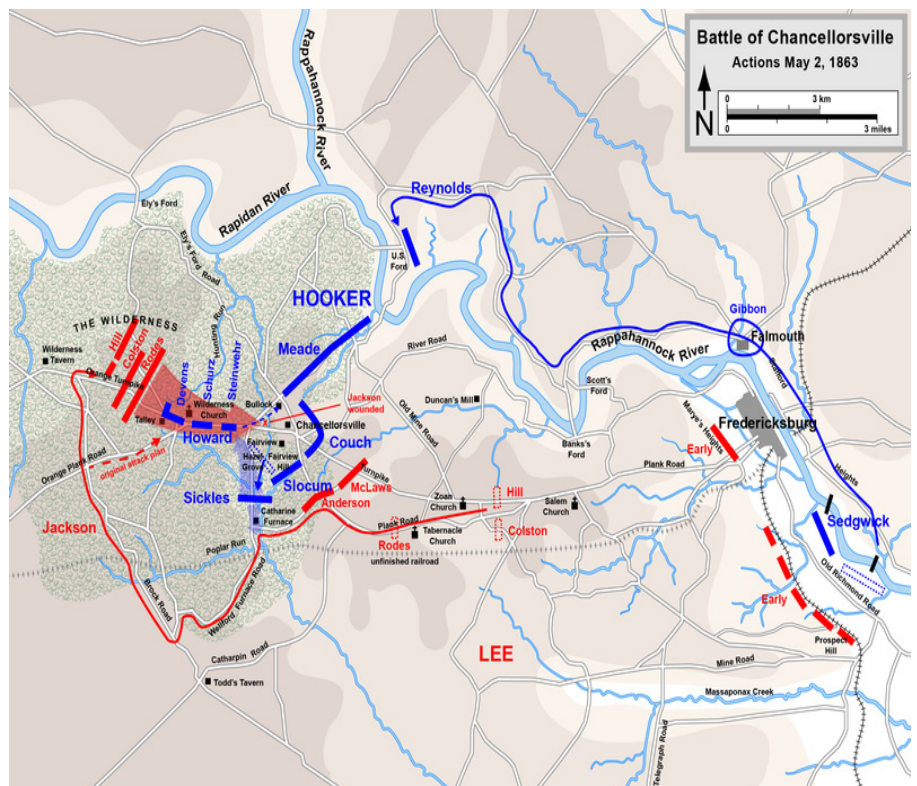 Battle of Chancellorsville
Actions May 2, 1863
N
0
3 km
0
3 miles
Rappahannock River
Ely's Ford
Rapidan River
Reynolds
Ely's Ford Road
U.S.
Ford
HOOKER
Hunting Run
THE WILDERNESS
Gibbon
Falmouth
Meade
River Road
Rappahannock River
Stafford
Heights
Wilderness
Tavern
Hill
Colston
Rodes
Orange Turnpike
Devens
Schurz
Steinwehr
Scott's
Ford
Jackson
wounded
Bullock
Duncan's Mill
Wilderness
Church
Talley
Howard
Chancellorsville
Old Mine Road
Marye's Heights
Fredericksburg
Fairview
Couch
Banks's
Ford
Early
Hazel
Grove
Fairview
Hill
Orange Plank Road
original attack plan
Turnpike
Plank Road
Slocum
McLaws
Sickles
Anderson
Zoan
Church
Hill
Salem
Church
Catharine
Furnace
Jackson
Plank Road
Rodes
Tabernacle
Church
Colston
Sedgwick
Poplar Run
unfinished railroad
Old Richmond Road
Brock Road
Wellford Furnace Road
Early
Prospect
Hill
Catharpin Road
LEE
Mine Road
Todd's Tavern
Massaponax Creek
Telegraph Road